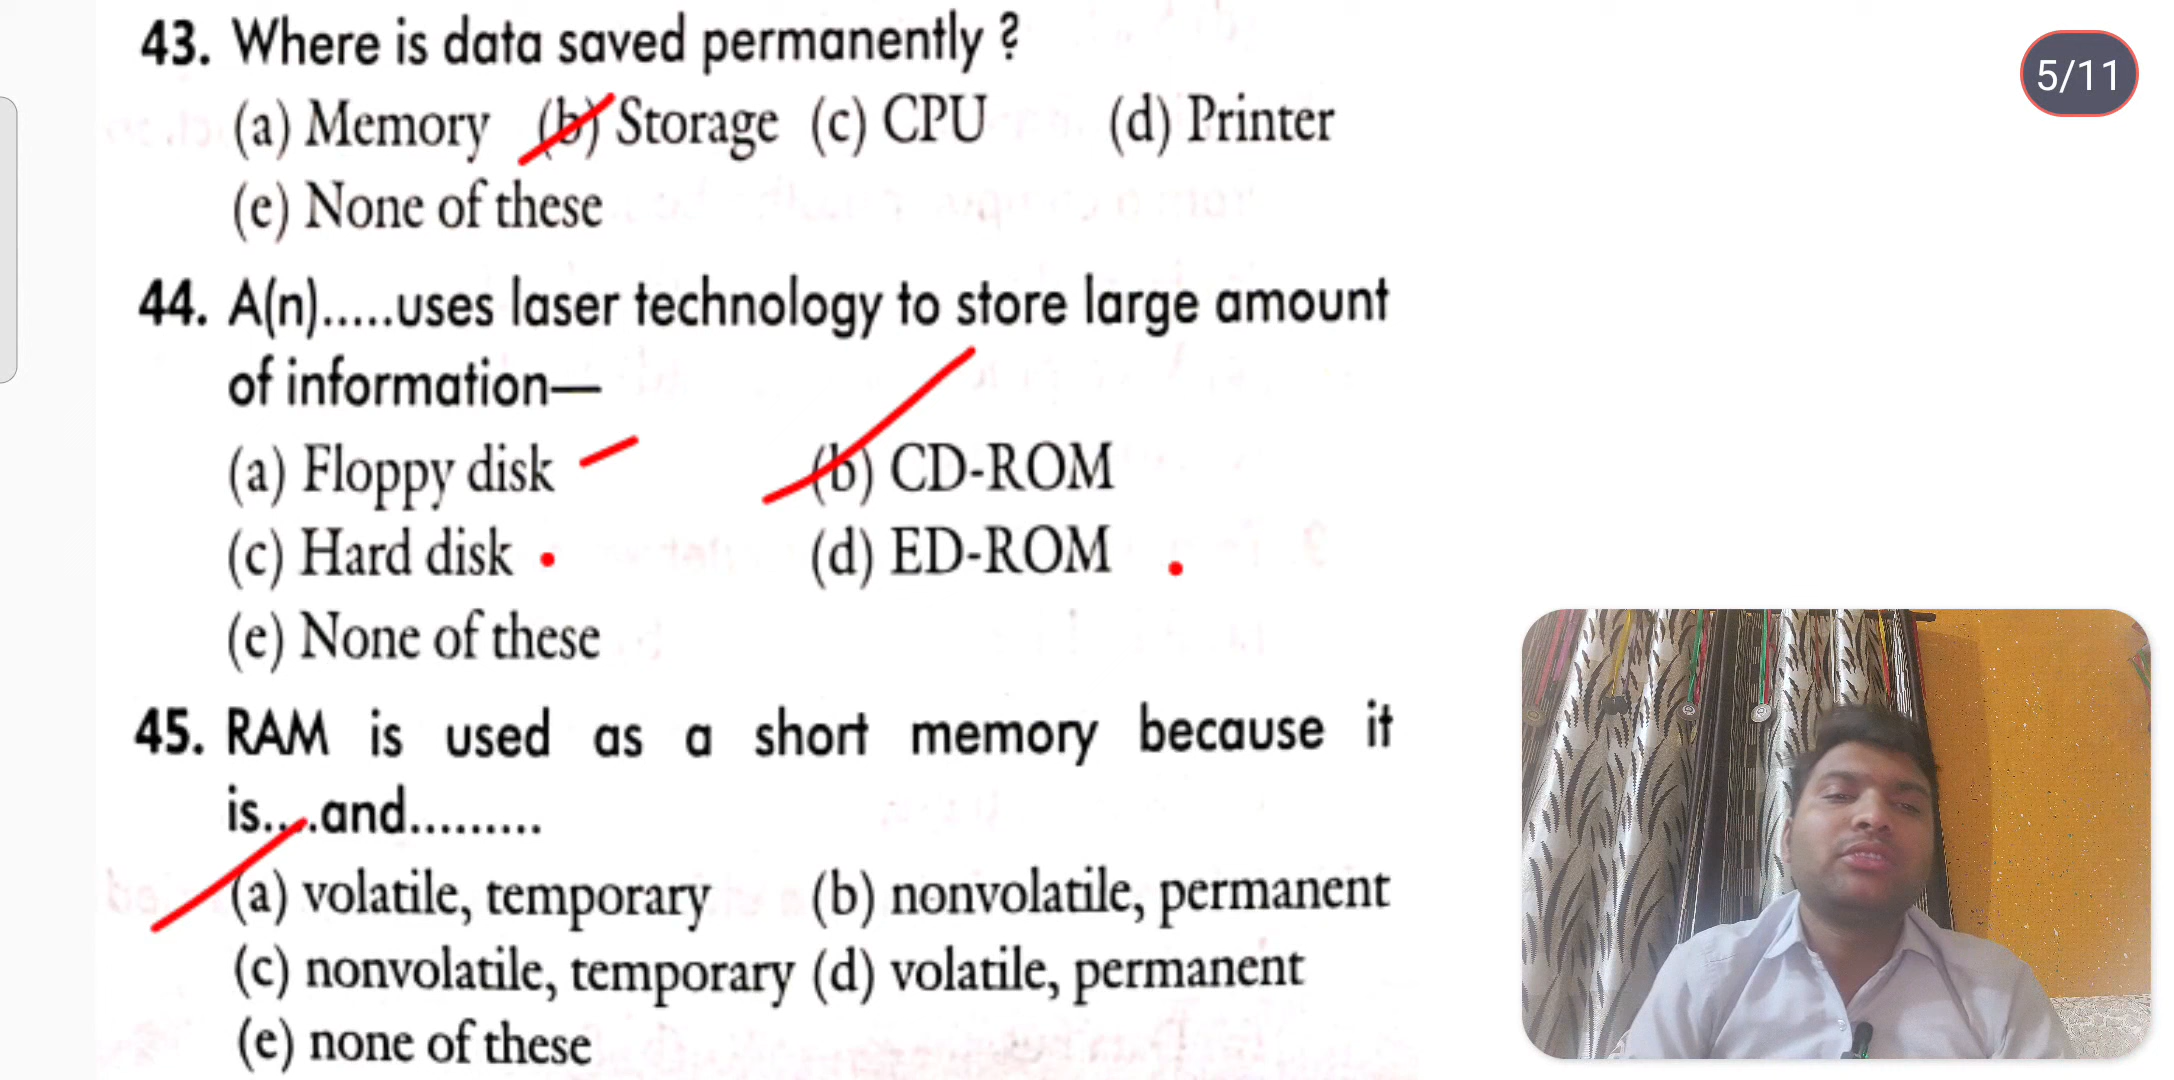 43. Where is data saved permanently ?
(a) Memory (b) Storage (c) CPU (d) Printer
(e) None of these
44. A(n).....uses laser technology to store large amount
of information—
(a) Floppy disk (b) CD-ROM
(c) Hard disk (d) ED-ROM
(e) None of these
45. RAM is used as a short memory because it
is....and.........
(a) volatile, temporary (b) nonvolatile, permanent
(c) nonvolatile, temporary (d) volatile, permanent
(e) none of these
5/11